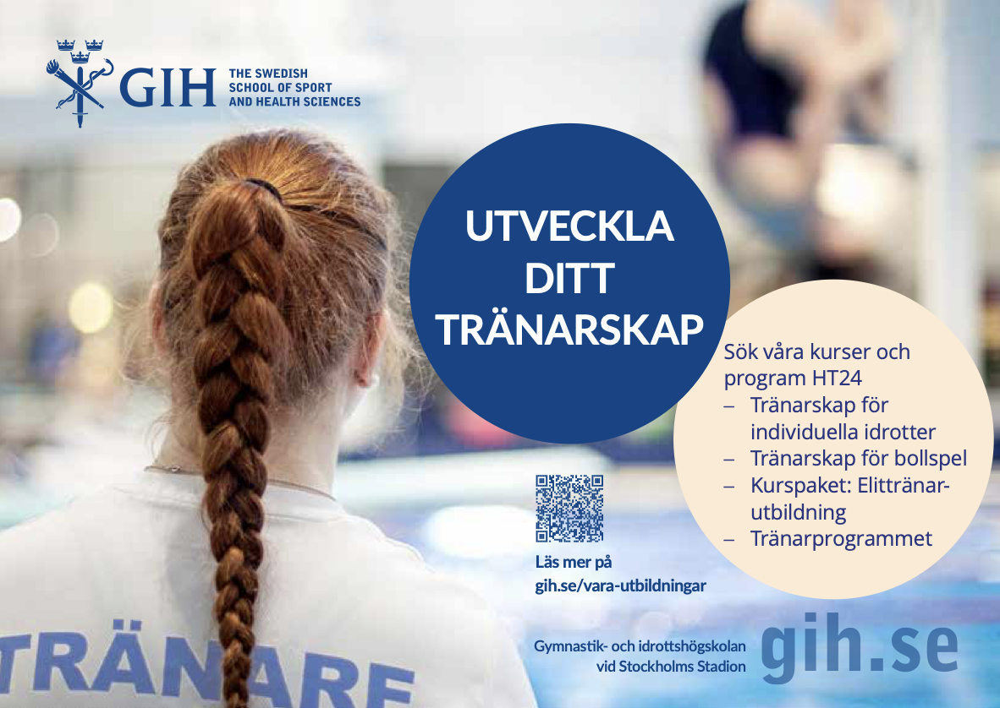 GIH
THE SWEDISH
SCHOOL OF SPORT
AND HEALTH SCIENCES
UTVECKLA
DITT
TRÄNARSKAP
Sök våra kurser och
program HT24
– Tränarskap för
individuella idrotter
– Tränarskap för bollspel
– Kurspaket: Elittränar-
utbildning
– Tränarprogrammet
Läs mer på
gih.se/vara-utbildningar
TRÄNARE
Gymnastik- och idrottshögskolan
vid Stockholms Stadion
gih.se